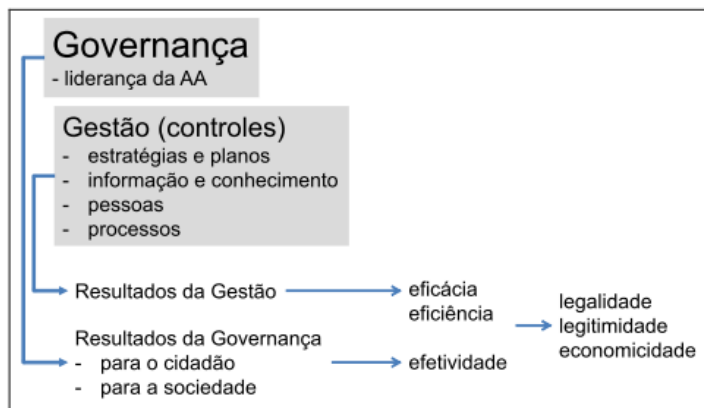 Governança
- liderança da AA
Gestão (controles)
- estratégias e planos
- informação e conhecimento
- pessoas
- processos
Resultados da Gestão
eficácia
eficiência
legalidade
legitimidade
economicidade
Resultados da Governança
- para o cidadão
- para a sociedade
efetividade